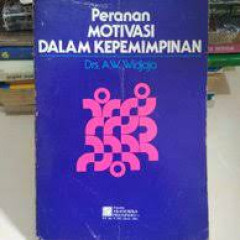 Peranan
MOTIVASI
DALAM KEPEMIMPINAN
Drs. A.W. Widjaja